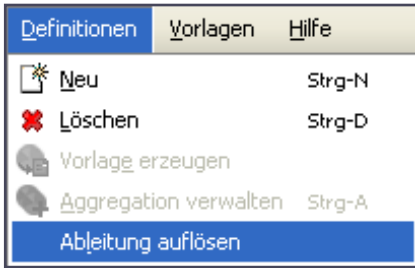 Definitionen Vorlagen Hilfe
Neu Strg-N
Löschen Strg-D
Vorlage erzeugen
Aggregation verwalten Strg-A
Ableitung auflösen